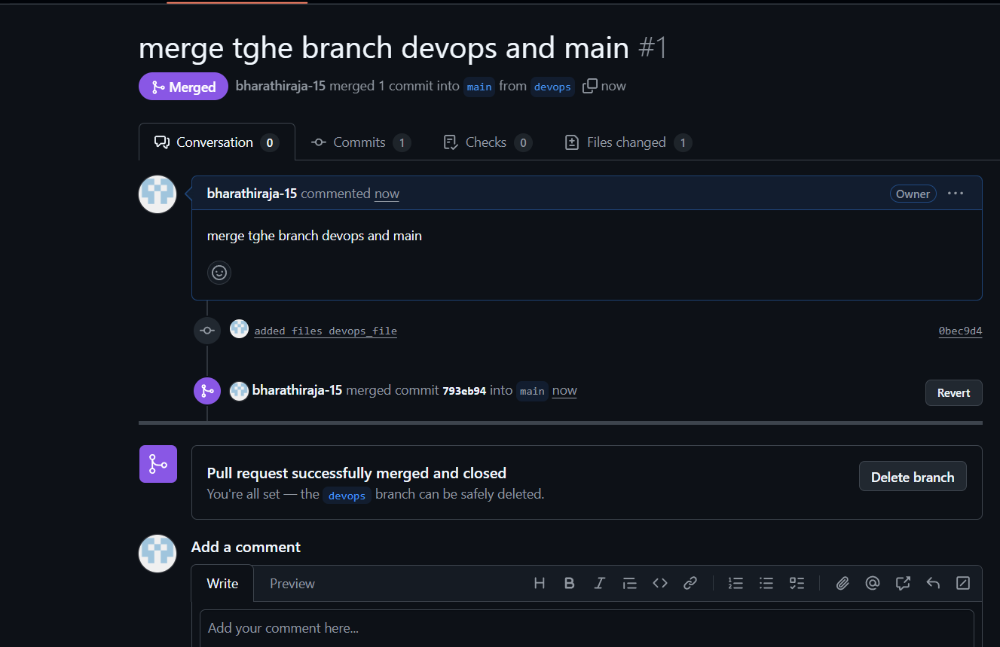 merge tghe branch devops and main #1
Merged bharathiraja-15 merged 1 commit into main from devops now
Conversation 0 Commits 1 Checks 0 Files changed 1
bharathiraja-15 commented now Owner
merge tghe branch devops and main
added files devops_file 0bec9d4
bharathiraja-15 merged commit 793eb94 into main now Revert
Pull request successfully merged and closed
You're all set — the devops branch can be safely deleted.
Delete branch
Add a comment
Write Preview
Add your comment here...